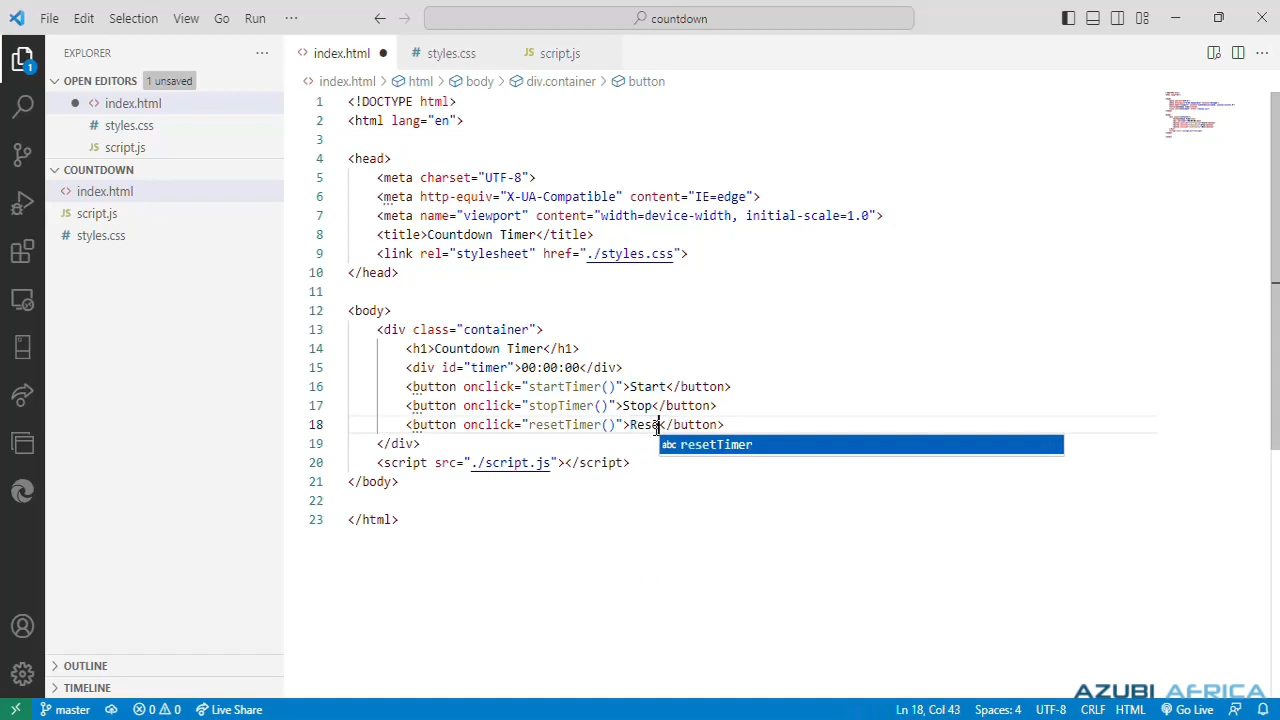 File Edit Selection View Go Run ··· countdown
EXPLORER ···
OPEN EDITORS 1 unsaved
<> index.html
# styles.css
JS script.js
COUNTDOWN
<> index.html
JS script.js
# styles.css
OUTLINE
TIMELINE
1
<> index.html ● # styles.css JS script.js ···
<> index.html > html > body > div.container > button
1 <!DOCTYPE html>
2 <html lang="en">
3
4 <head>
5 <meta charset="UTF-8">
6 <meta http-equiv="X-UA-Compatible" content="IE=edge">
7 <meta name="viewport" content="width=device-width, initial-scale=1.0">
8 <title>Countdown Timer</title>
9 <link rel="stylesheet" href="./styles.css">
10 </head>
11
12 <body>
13 <div class="container">
14 <h1>Countdown Timer</h1>
15 <div id="timer">00:00:00</div>
16 <button onclick="startTimer()">Start</button>
17 <button onclick="stopTimer()">Stop</button>
18 <button onclick="resetTimer()">Rese</button>
abc resetTimer
19 </div>
20 <script src="./script.js"></script>
21 </body>
22
23 </html>
AZUBI AFRICA
master 0 0 Live Share Ln 18, Col 43 Spaces: 4 UTF-8 CRLF HTML Go Live